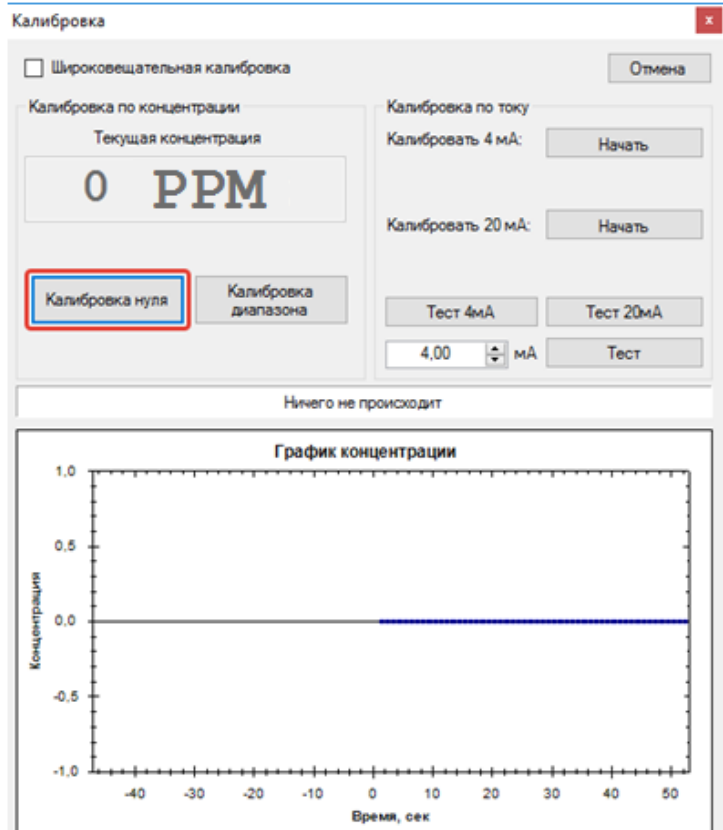 Калибровка
x
Широковещательная калибровка
Отмена
Калибровка по концентрации
Текущая концентрация
0 PPM
Калибровка нуля
Калибровка
диапазона
Калибровка по току
Калибровать 4 мА:
Начать
Калибровать 20 мА:
Начать
Тест 4мА
Тест 20мА
4,00
мА
Тест
Ничего не происходит
График концентрации
Концентрация
1,0
0,5
0,0
-0,5
-1,0
-40 -30 -20 -10 0 10 20 30 40 50
Время, сек